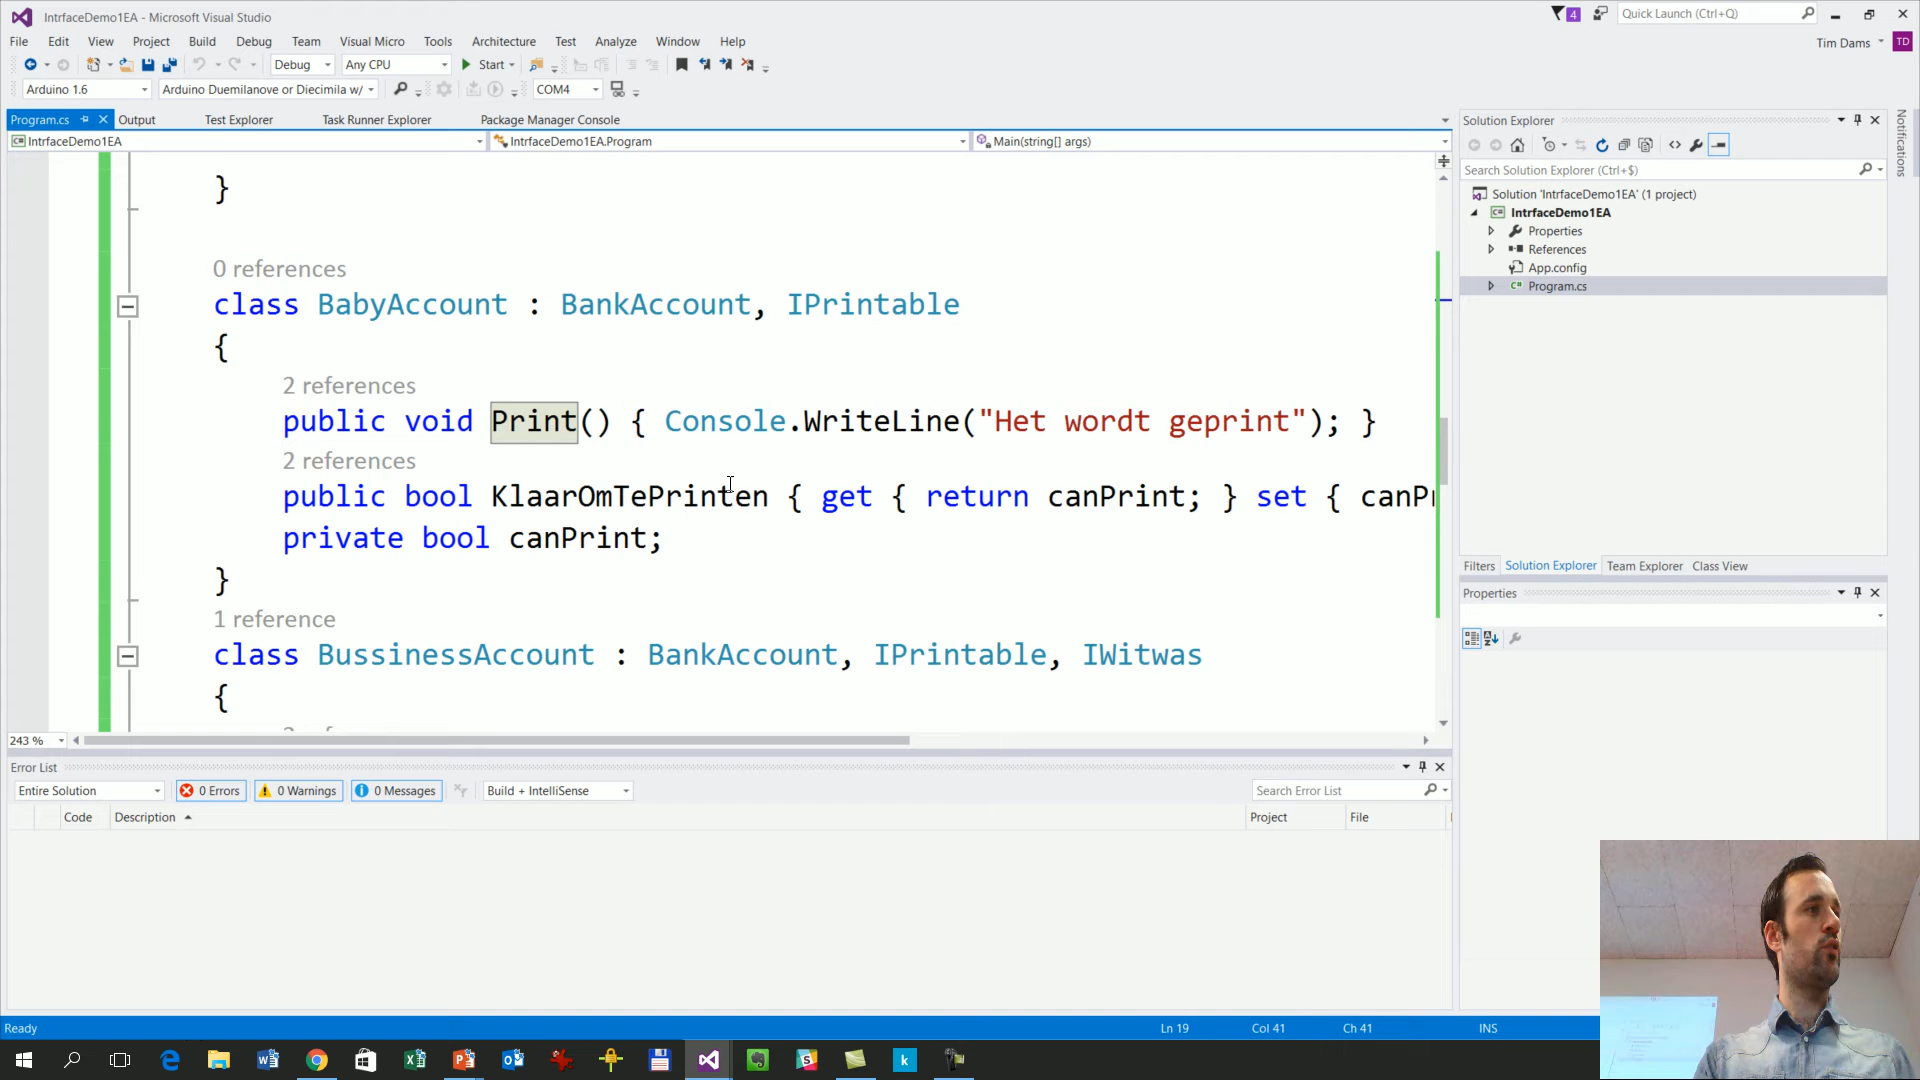 IntrfaceDemo1EA - Microsoft Visual Studio
4
Quick Launch (Ctrl+Q)
File Edit View Project Build Debug Team Visual Micro Tools Architecture Test Analyze Window Help
Tim Dams TD
Debug Any CPU Start
Arduino 1.6 Arduino Duemilanove or Diecimila w/ COM4
Program.cs Output Test Explorer Task Runner Explorer Package Manager Console
IntrfaceDemo1EA IntrfaceDemo1EA.Program Main(string[] args)
}
0 references
class BabyAccount : BankAccount, IPrintable
{
2 references
public void Print() { Console.WriteLine("Het wordt geprint"); }
2 references
public bool KlaarOmTePrinten { get { return canPrint; } set { canPr
private bool canPrint;
}
1 reference
class BussinessAccount : BankAccount, IPrintable, IWitwas
{
243 %
Error List
Entire Solution 0 Errors 0 Warnings 0 Messages Build + IntelliSense Search Error List
Code Description Project File
Solution Explorer
Search Solution Explorer (Ctrl+$)
Solution 'IntrfaceDemo1EA' (1 project)
IntrfaceDemo1EA
Properties
References
App.config
Program.cs
Filters Solution Explorer Team Explorer Class View
Properties
Notifications
Ready Ln 19 Col 41 Ch 41 INS